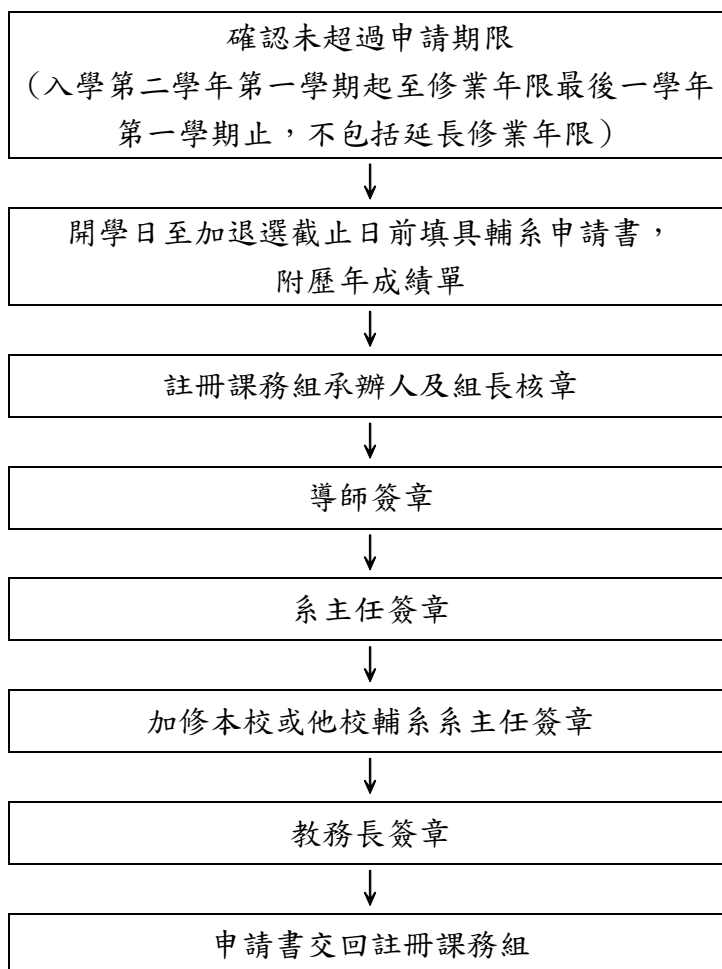 確認未超過申請期限
（入學第二學年第一學期起至修業年限最後一學年
第一學期止，不包括延長修業年限）
開學日至加退選截止日前填具輔系申請書，
附歷年成績單
註冊課務組承辦人及組長核章
導師簽章
系主任簽章
加修本校或他校輔系系主任簽章
教務長簽章
申請書交回註冊課務組